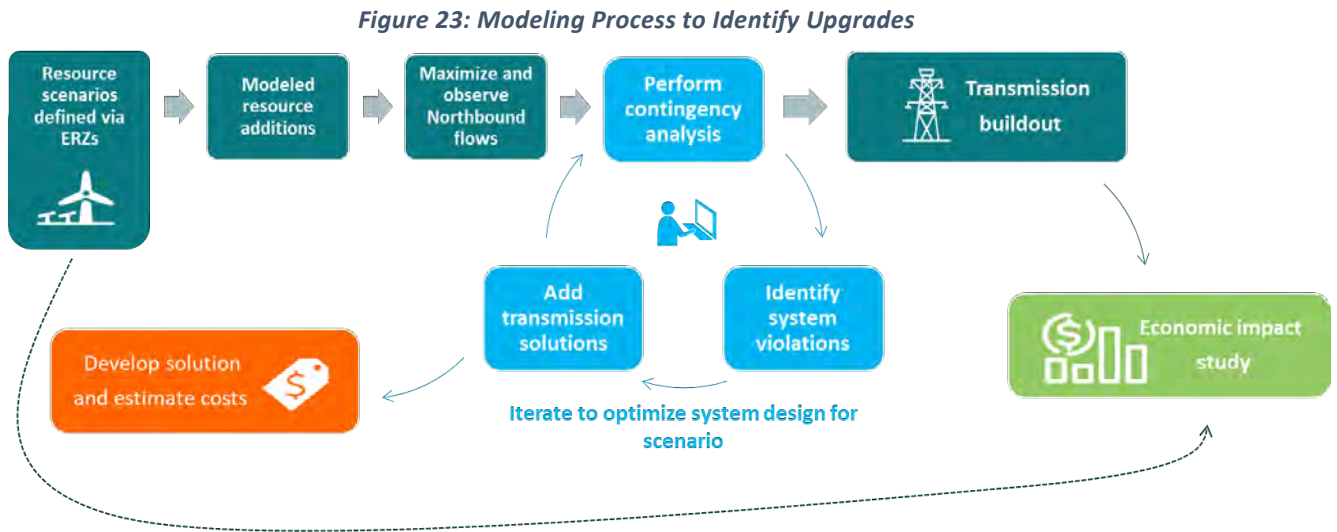 Figure 23: Modeling Process to Identify Upgrades
Resource
scenarios
defined via
ERZs
Modeled
resource
additions
Maximize and
observe
Northbound
flows
Perform
contingency
analysis
Transmission
buildout
Add
transmission
solutions
Identify
system
violations
Develop solution
and estimate costs
$
$
Economic impact
study
Iterate to optimize system design for
scenario